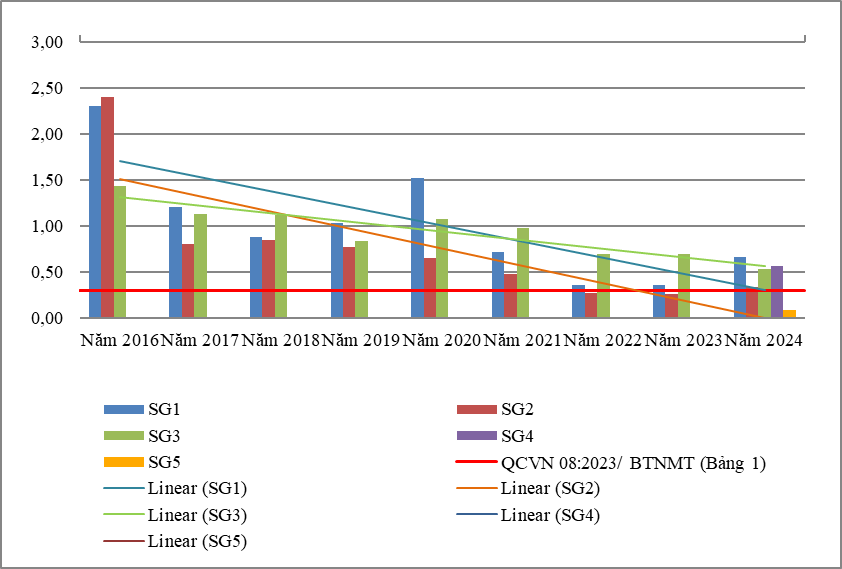 3,00
2,50
2,00
1,50
1,00
0,50
0,00
Năm 2016 Năm 2017 Năm 2018 Năm 2019 Năm 2020 Năm 2021 Năm 2022 Năm 2023 Năm 2024
SG1 SG2
SG3 SG4
SG5 QCVN 08:2023/ BTNMT (Bảng 1)
Linear (SG1) Linear (SG2)
Linear (SG3) Linear (SG4)
Linear (SG5)